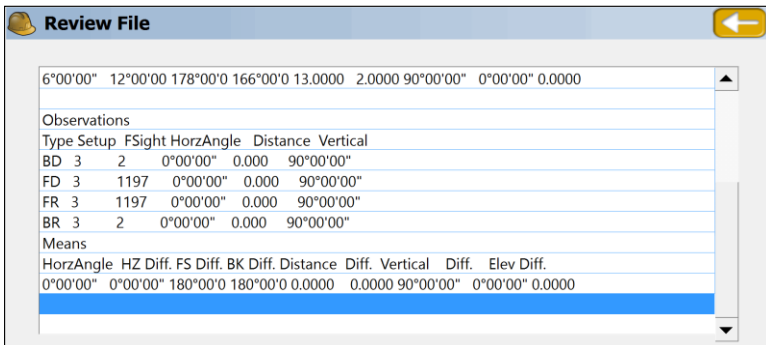 Review File
6°00'00" 12°00'00 178°00'0 166°00'0 13.0000 2.0000 90°00'00" 0°00'00" 0.0000
Observations
Type Setup FSight HorzAngle Distance Vertical
BD 3 2 0°00'00" 0.000 90°00'00"
FD 3 1197 0°00'00" 0.000 90°00'00"
FR 3 1197 0°00'00" 0.000 90°00'00"
BR 3 2 0°00'00" 0.000 90°00'00"
Means
HorzAngle HZ Diff. FS Diff. BK Diff. Distance Diff. Vertical Diff. Elev Diff.
0°00'00" 0°00'00" 180°00'0 180°00'0 0.0000 0.0000 90°00'00" 0°00'00" 0.0000